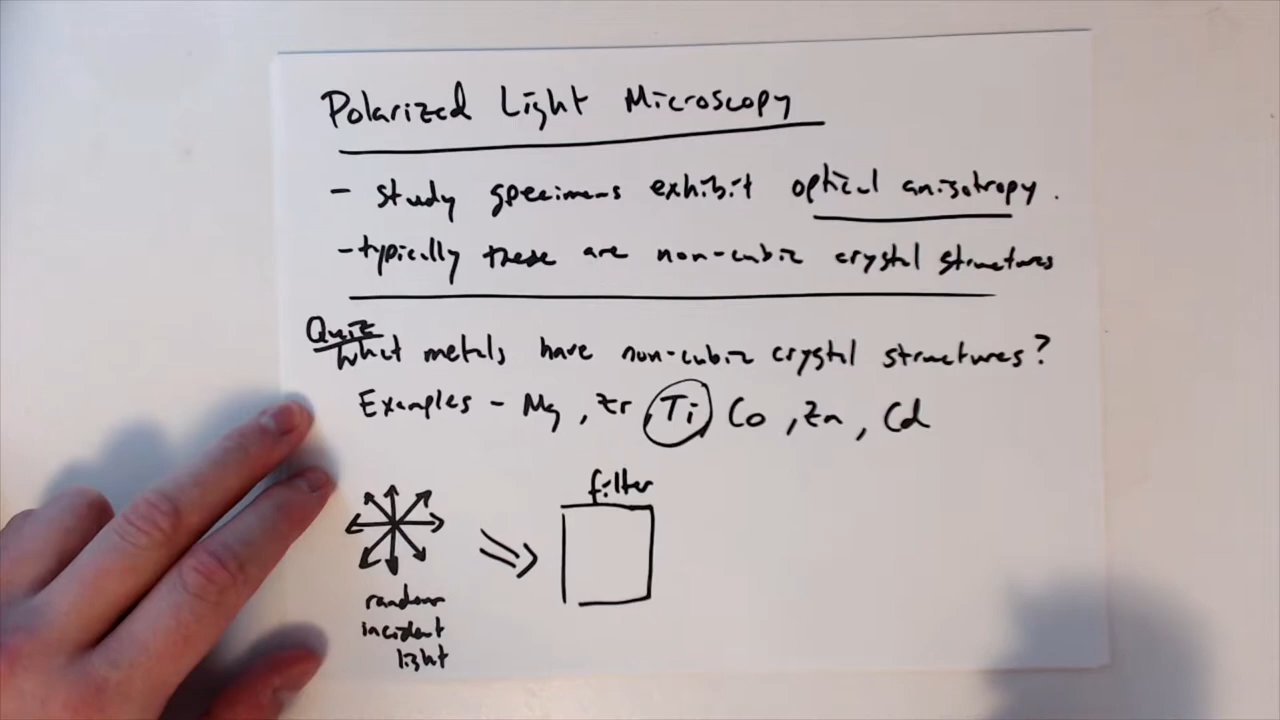 Polarized Light Microscopy
- study specimens exhibit optical anisotropy.
- typically these are non-cubic crystal structures
Quiz
What metals have non-cubic crystal structures?
Examples - Mg, Zr, Ti Co, Zn, Cd
filter
random
incident
light